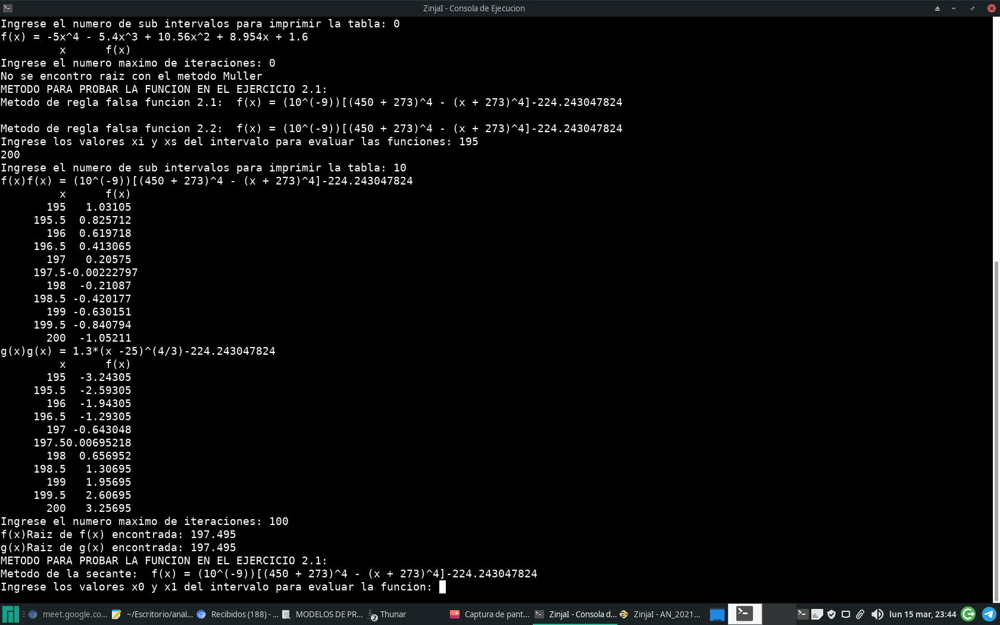 ZinjaI - Consola de Ejecucion
Ingrese el numero de sub intervalos para imprimir la tabla: 0
f(x) = -5x^4 - 5.4x^3 + 10.56x^2 + 8.954x + 1.6
x f(x)
Ingrese el numero maximo de iteraciones: 0
No se encontro raiz con el metodo Muller
METODO PARA PROBAR LA FUNCION EN EL EJERCICIO 2.1:
Metodo de regla falsa funcion 2.1:  f(x) = (10^(-9))[(450 + 273)^4 - (x + 273)^4]-224.243047824
Metodo de regla falsa funcion 2.2:  f(x) = (10^(-9))[(450 + 273)^4 - (x + 273)^4]-224.243047824
Ingrese los valores xi y xs del intervalo para evaluar las funciones: 195
200
Ingrese el numero de sub intervalos para imprimir la tabla: 10
f(x)f(x) = (10^(-9))[(450 + 273)^4 - (x + 273)^4]-224.243047824
x f(x)
195 1.03105
195.5 0.825712
196 0.619718
196.5 0.413065
197 0.20575
197.5-0.00222797
198 -0.21087
198.5 -0.420177
199 -0.630151
199.5 -0.840794
200 -1.05211
g(x)g(x) = 1.3*(x -25)^(4/3)-224.243047824
x f(x)
195 -3.24305
195.5 -2.59305
196 -1.94305
196.5 -1.29305
197 -0.643048
197.50.00695218
198 0.656952
198.5 1.30695
199 1.95695
199.5 2.60695
200 3.25695
Ingrese el numero maximo de iteraciones: 100
f(x)Raiz de f(x) encontrada: 197.495
g(x)Raiz de g(x) encontrada: 197.495
METODO PARA PROBAR LA FUNCION EN EL EJERCICIO 2.1:
Metodo de la secante:  f(x) = (10^(-9))[(450 + 273)^4 - (x + 273)^4]-224.243047824
Ingrese los valores x0 y x1 del intervalo para evaluar la funcion:
meet.google.co... ~/Escritorio/anal... Recibidos (188) - ... MODELOS DE PR... 2 Thunar Captura de pant... ZinjaI - Consola d... ZinjaI - AN_2021... lun 15 mar, 23:44